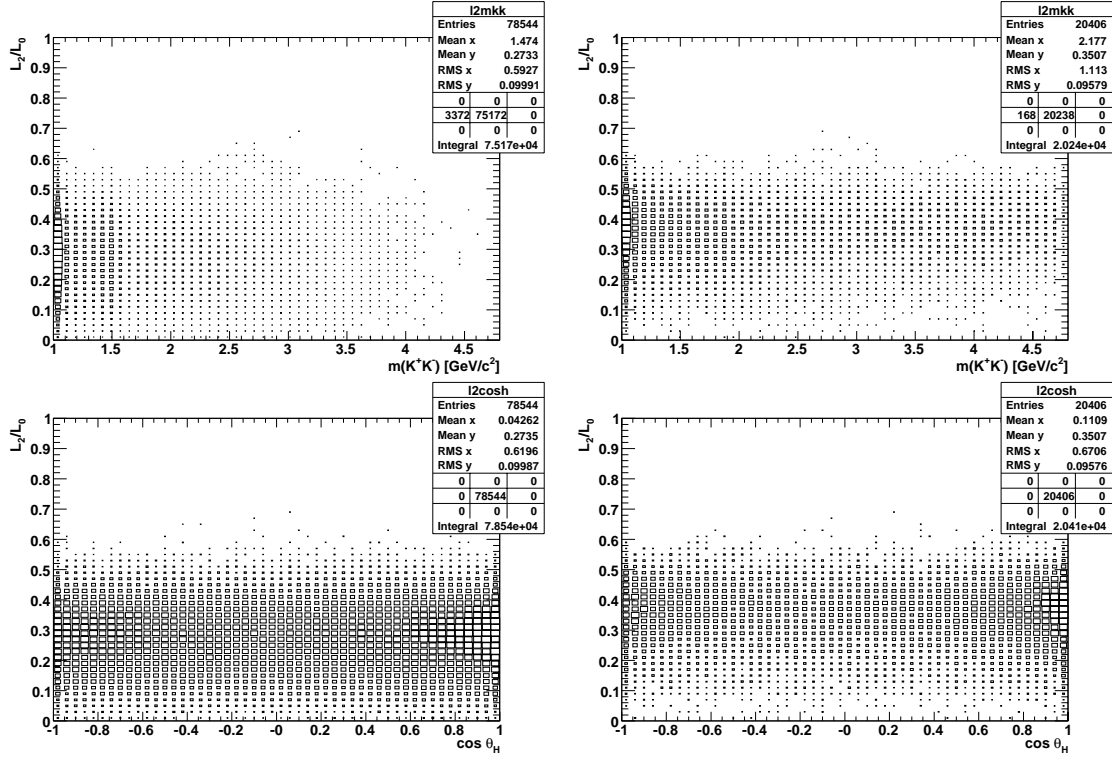 l2mkk
Entries 78544
Mean x 1.474
Mean y 0.2733
RMS x 0.5927
RMS y 0.09991
0 0 0
3372 75172 0
0 0 0
Integral 7.517e+04
L2/L0
1
0.9
0.8
0.7
0.6
0.5
0.4
0.3
0.2
0.1
0
1 1.5 2 2.5 3 3.5 4 4.5
m(K+K-) [GeV/c2]
l2mkk
Entries 20406
Mean x 2.177
Mean y 0.3507
RMS x 1.113
RMS y 0.09579
0 0 0
168 20238 0
0 0 0
Integral 2.024e+04
L2/L0
1
0.9
0.8
0.7
0.6
0.5
0.4
0.3
0.2
0.1
0
1 1.5 2 2.5 3 3.5 4 4.5
m(K+K-) [GeV/c2]
l2cosh
Entries 78544
Mean x 0.04262
Mean y 0.2735
RMS x 0.6196
RMS y 0.09987
0 0 0
0 78544 0
0 0 0
Integral 7.854e+04
L2/L0
1
0.9
0.8
0.7
0.6
0.5
0.4
0.3
0.2
0.1
0
-1 -0.8 -0.6 -0.4 -0.2 -0 0.2 0.4 0.6 0.8 1
cos θH
l2cosh
Entries 20406
Mean x 0.1109
Mean y 0.3507
RMS x 0.6706
RMS y 0.09576
0 0 0
0 20406 0
0 0 0
Integral 2.041e+04
L2/L0
1
0.9
0.8
0.7
0.6
0.5
0.4
0.3
0.2
0.1
0
-1 -0.8 -0.6 -0.4 -0.2 -0 0.2 0.4 0.6 0.8 1
cos θH